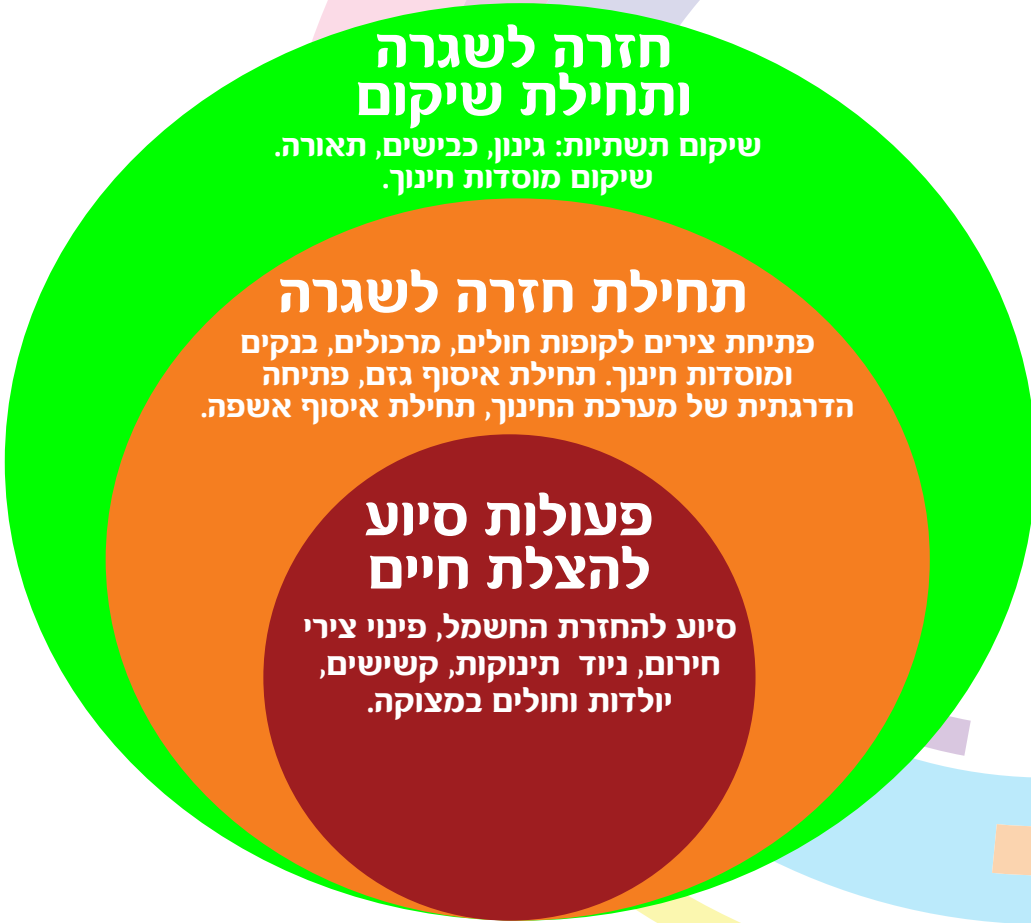 חזרה לשגרה
ותחילת שיקום
שיקום תשתיות: גינון, כבישים, תאורה.
שיקום מוסדות חינוך.
תחילת חזרה לשגרה
פתיחת צירים לקופות חולים, מרכולים, בנקים
ומוסדות חינוך. תחילת איסוף גזם, פתיחה
הדרגתית של מערכת החינוך, תחילת איסוף אשפה.
פעולות סיוע
להצלת חיים
סיוע להחזרת החשמל, פינוי צירי
חירום, ניוד תינוקות, קשישים,
יולדות וחולים במצוקה.